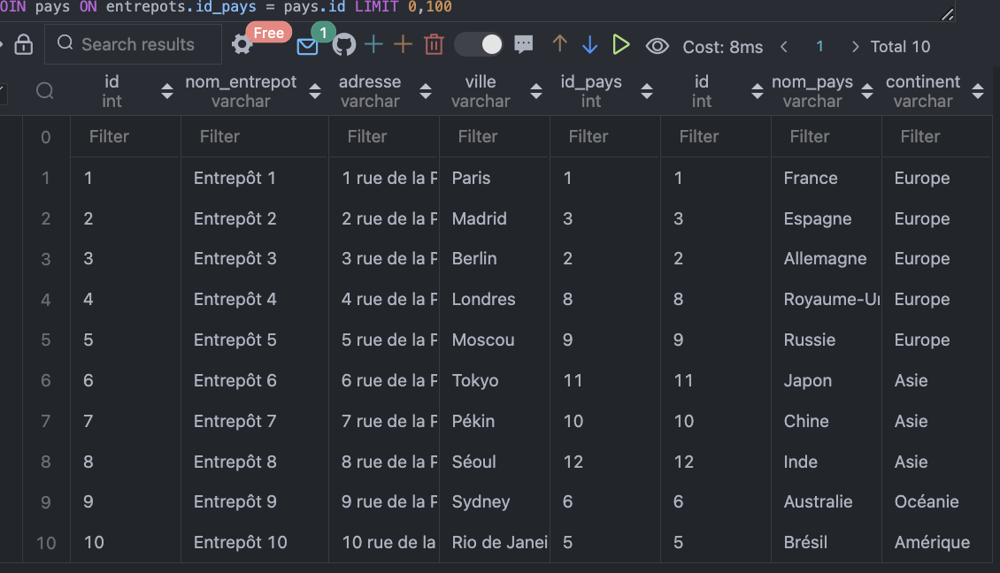 OIN pays ON entrepots.id_pays = pays.id LIMIT 0,100
Search results Free 1 Cost: 8ms 1 Total 10
id nom_entrepot adresse ville id_pays id nom_pays continent
int varchar varchar varchar int int varchar varchar
0 Filter Filter Filter Filter Filter Filter Filter Filter
1 1 Entrepôt 1 1 rue de la P Paris 1 1 France Europe
2 2 Entrepôt 2 2 rue de la P Madrid 3 3 Espagne Europe
3 3 Entrepôt 3 3 rue de la P Berlin 2 2 Allemagne Europe
4 4 Entrepôt 4 4 rue de la P Londres 8 8 Royaume-Un Europe
5 5 Entrepôt 5 5 rue de la P Moscou 9 9 Russie Europe
6 6 Entrepôt 6 6 rue de la P Tokyo 11 11 Japon Asie
7 7 Entrepôt 7 7 rue de la P Pékin 10 10 Chine Asie
8 8 Entrepôt 8 8 rue de la P Séoul 12 12 Inde Asie
9 9 Entrepôt 9 9 rue de la P Sydney 6 6 Australie Océanie
10 10 Entrepôt 10 10 rue de la Rio de Janei 5 5 Brésil Amérique